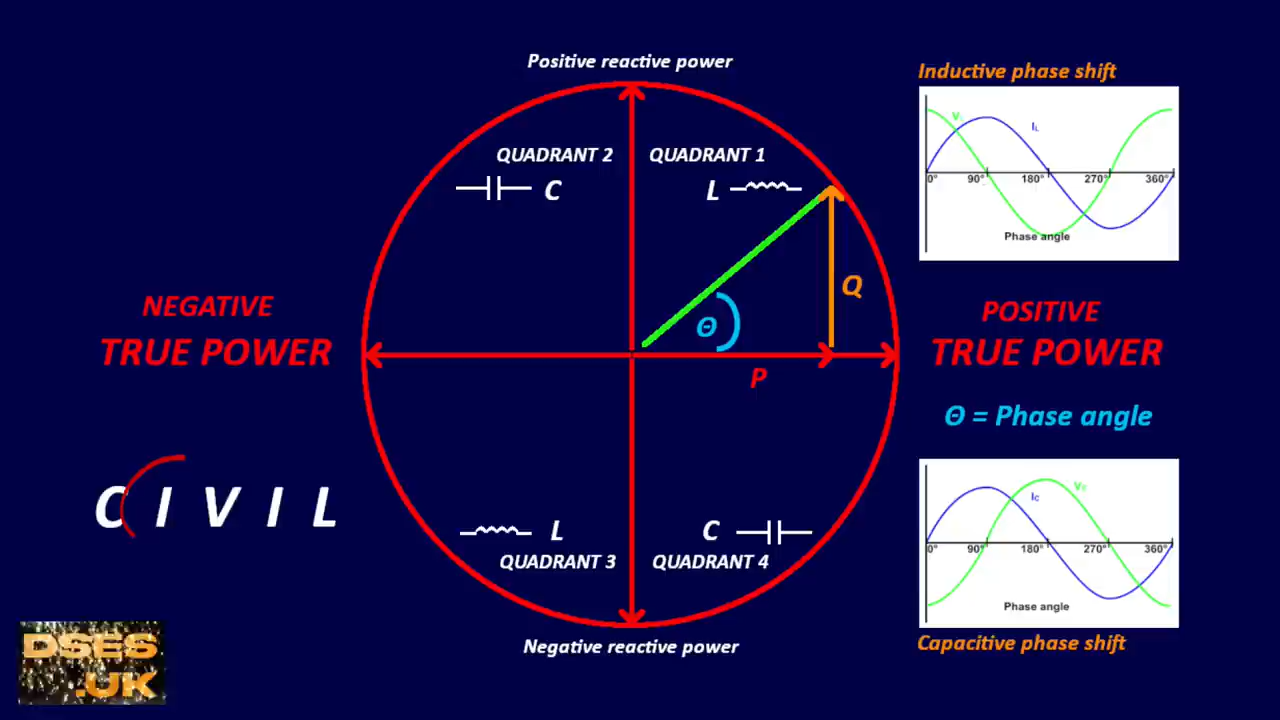 Positive reactive power
Inductive phase shift
V
I L
0° 90° 180° 270° 360°
Phase angle
QUADRANT 2
QUADRANT 1
C
L
Q
Θ
P
NEGATIVE
TRUE POWER
POSITIVE
TRUE POWER
Θ = Phase angle
C I V I L
L
C
QUADRANT 3
QUADRANT 4
I C
V C
0° 90° 180° 270° 360°
Phase angle
Negative reactive power
Capacitive phase shift
DSES
.UK